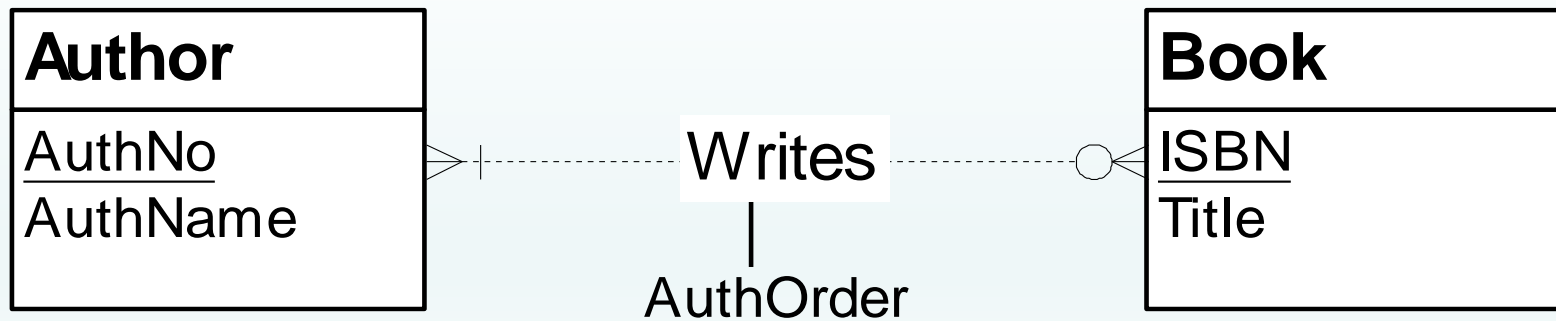 Author
AuthNo
AuthName
Writes
AuthOrder
Book
ISBN
Title